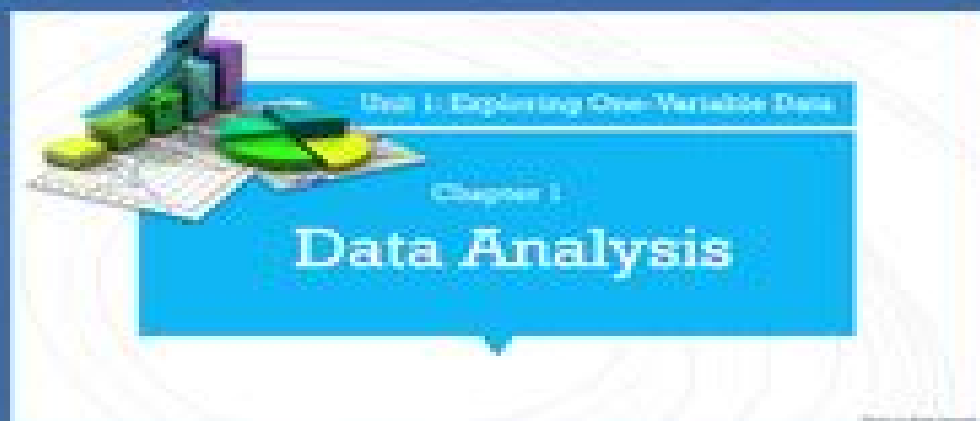 Unit 1: Exploring One-Variable Data
Chapter 1
Data Analysis